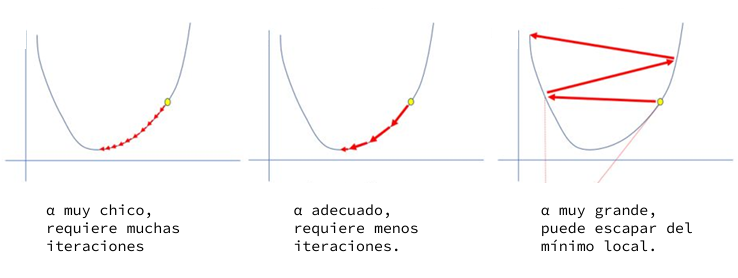 α muy chico,
requiere muchas
iteraciones
α adecuado,
requiere menos
iteraciones.
α muy grande,
puede escapar del
mínimo local.